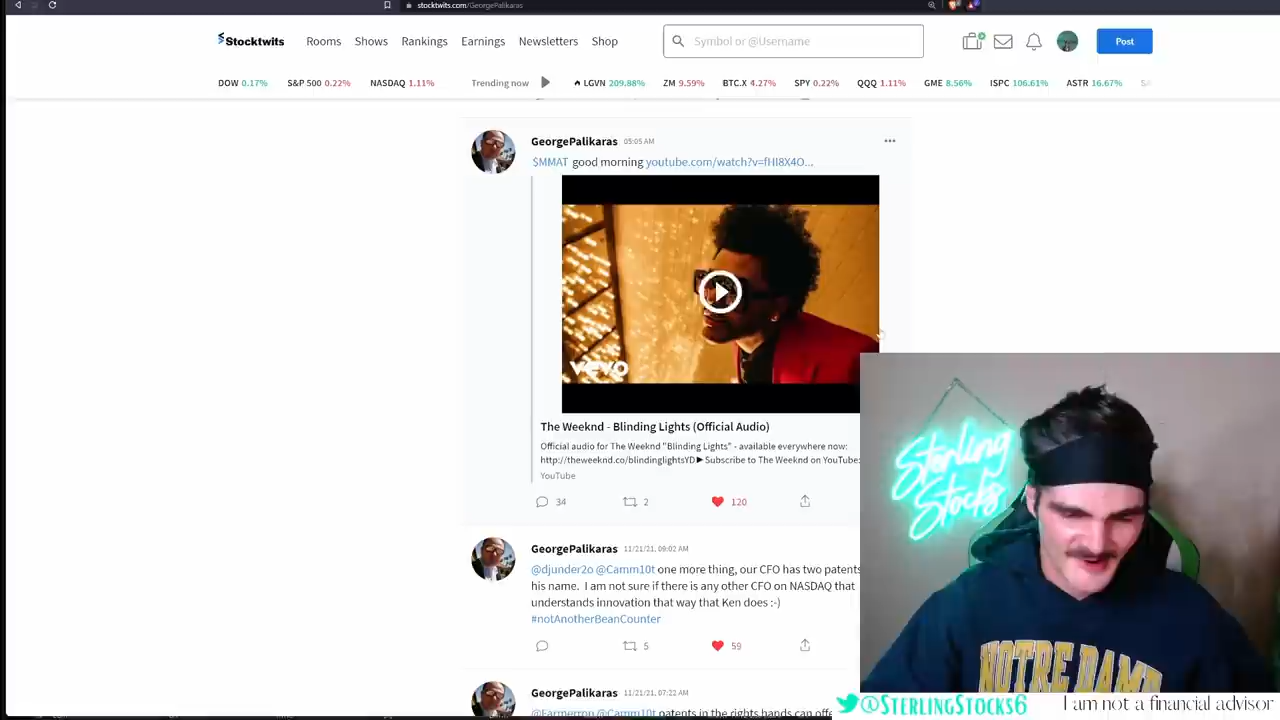 stocktwits.com/GeorgePalikaras
Stocktwits Rooms Shows Rankings Earnings Newsletters Shop Symbol or @Username Post
DOW 0.17% S&P 500 0.22% NASDAQ 1.11% Trending now LGVN 209.88% ZM 9.59% BTC.X 4.27% SPY 0.22% QQQ 1.11% GME 8.56% ISPC 106.61% ASTR 16.67%
GeorgePalikaras 05:05 AM
$MMAT good morning youtube.com/watch?v=fHI8X4O...
vevo
The Weeknd - Blinding Lights (Official Audio)
Official audio for The Weeknd "Blinding Lights" - available everywhere now:
http://theweeknd.co/blindinglightsYD▶Subscribe to The Weeknd on YouTube:
YouTube
34 2 120
GeorgePalikaras 11/21/21, 09:02 AM
@djunder2o @Camm10t one more thing, our CFO has two patents
his name. I am not sure if there is any other CFO on NASDAQ that
understands innovation that way that Ken does :-)
#notAnotherBeanCounter
5 59
GeorgePalikaras 11/21/21, 07:22 AM
@Farmerron @Camm10t patents in the rights hands can offe
Sterling
Stocks
NOTRE DAME
@SterlingStocks6 I am not a financial advisor